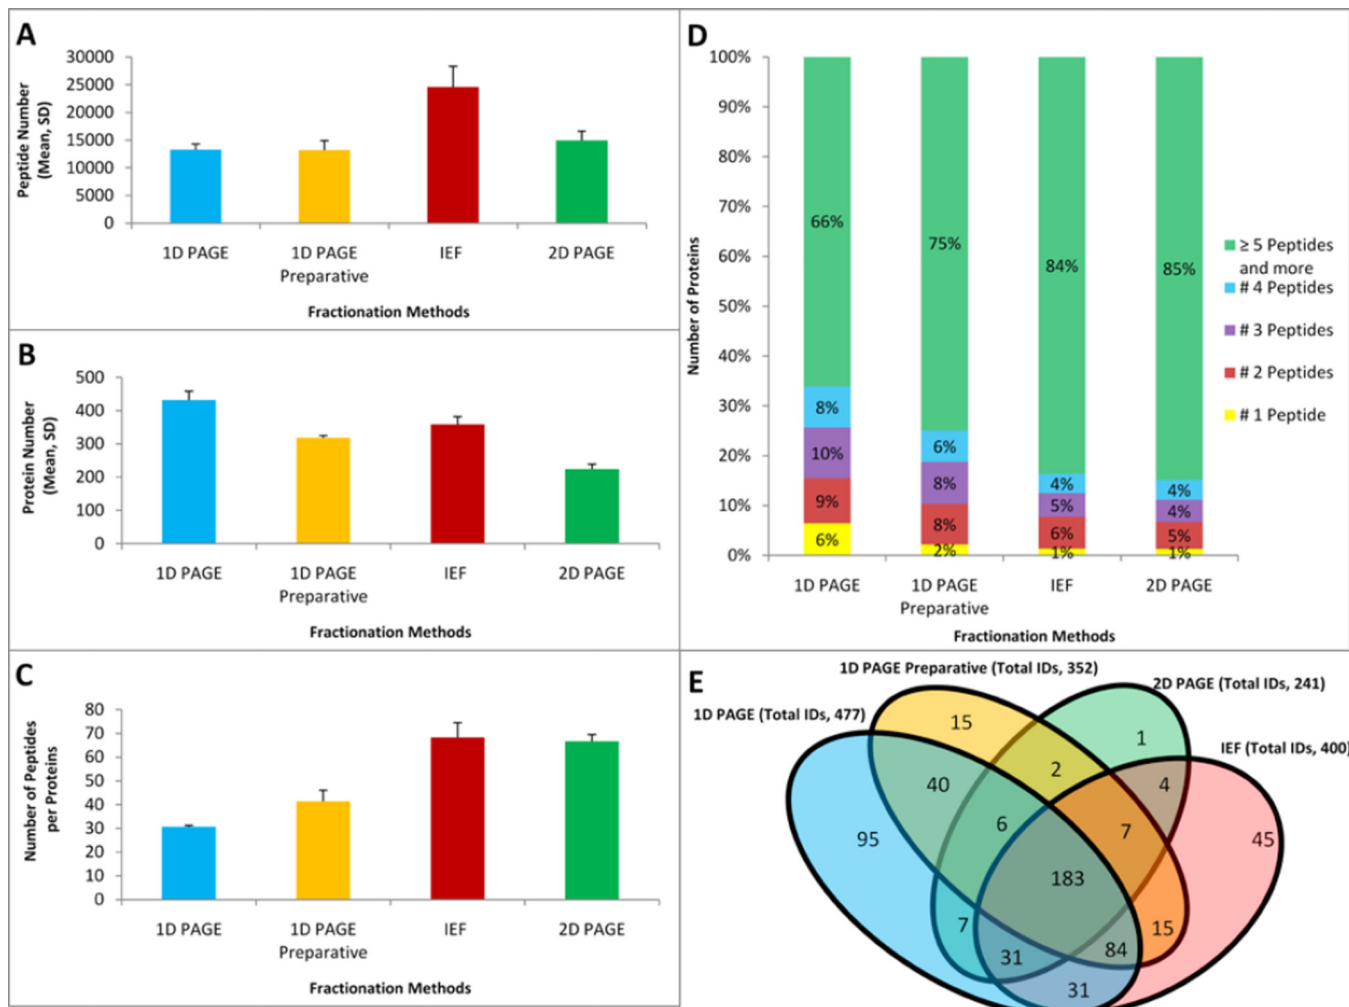 A
Peptide Number
(Mean, SD)
30000
25000
20000
15000
10000
5000
0
1D PAGE
1D PAGE
Preparative
IEF
2D PAGE
Fractionation Methods
B
Protein Number
(Mean, SD)
500
400
300
200
100
0
1D PAGE
1D PAGE
Preparative
IEF
2D PAGE
Fractionation Methods
C
Number of Peptides
per Proteins
80
70
60
50
40
30
20
10
0
1D PAGE
1D PAGE
Preparative
IEF
2D PAGE
Fractionation Methods
D
Number of Proteins
100%
90%
80%
70%
60%
50%
40%
30%
20%
10%
0%
66%
8%
10%
9%
6%
75%
6%
8%
8%
2%
84%
4%
5%
6%
1%
85%
4%
4%
5%
1%
1D PAGE
1D PAGE
Preparative
IEF
2D PAGE
Fractionation Methods
≥ 5 Peptides
and more
# 4 Peptides
# 3 Peptides
# 2 Peptides
# 1 Peptide
E
1D PAGE Preparative (Total IDs, 352)
2D PAGE (Total IDs, 241)
1D PAGE (Total IDs, 477)
IEF (Total IDs, 400)
15
1
2
4
40
6
7
95
45
183
7
15
84
31
31